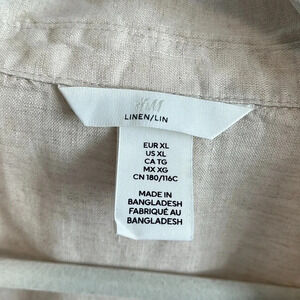 H&M
LINEN/LIN
EUR XL
US XL
CA TG
MX XG
CN 180/116C
MADE IN
BANGLADESH
FABRIQUÉ AU
BANGLADESH